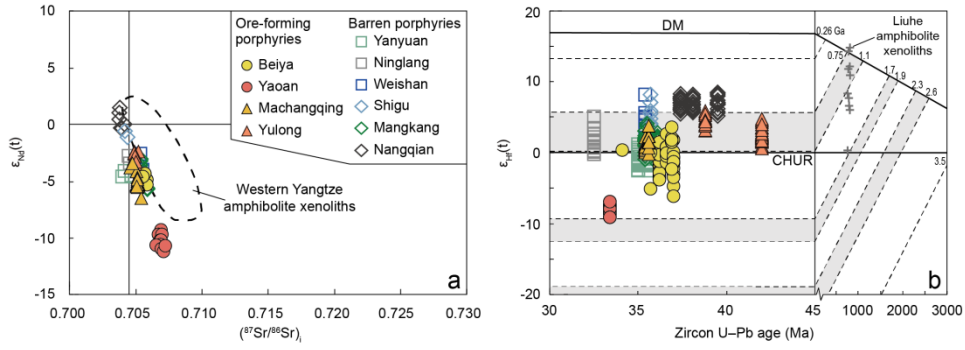 10
5
0
-5
-10
-15
εNd(t)
0.700
0.705
0.710
0.715
0.720
0.725
0.730
(⁸⁷Sr/⁸⁶Sr)i
Ore-forming
porphyries
Beiya
Yaoan
Machangqing
Yulong
Barren porphyries
Yanyuan
Ninglang
Weishan
Shigu
Mangkang
Nangqian
Western Yangtze
amphibolite xenoliths
a
20
10
0
-10
-20
εHf(t)
30
35
40
45
1000
2000
3000
Zircon U–Pb age (Ma)
DM
CHUR
Liuhe
amphibolite
xenoliths
0.26 Ga
0.75
1.1
1.7
1.9
2.3
2.6
3.5
b